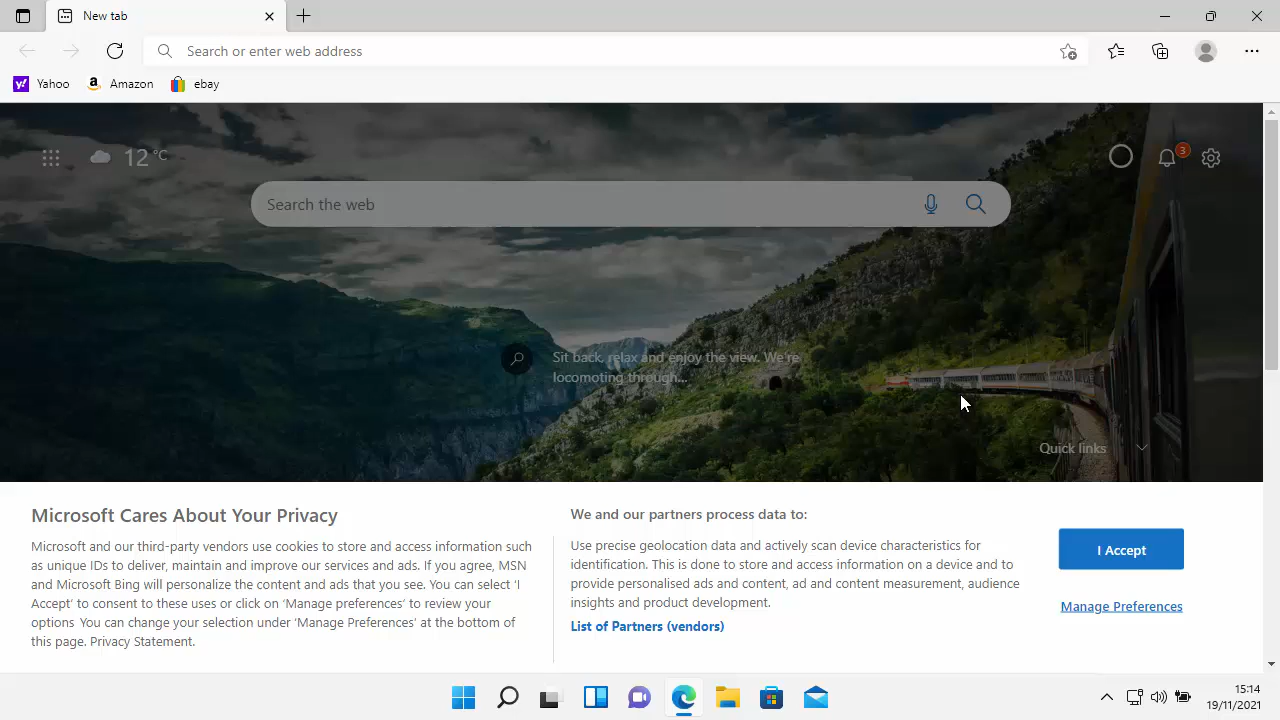 New tab
Search or enter web address
Yahoo
Amazon
ebay
12 °C
3
Search the web
Sit back, relax and enjoy the view. We're
locomoting through...
Quick links
Microsoft Cares About Your Privacy
Microsoft and our third-party vendors use cookies to store and access information such
as unique IDs to deliver, maintain and improve our services and ads. If you agree, MSN
and Microsoft Bing will personalize the content and ads that you see. You can select 'I
Accept' to consent to these uses or click on 'Manage preferences' to review your
options. You can change your selection under 'Manage Preferences' at the bottom of
this page. Privacy Statement.
We and our partners process data to:
Use precise geolocation data and actively scan device characteristics for
identification. This is done to store and access information on a device and to
provide personalised ads and content, ad and content measurement, audience
insights and product development.
List of Partners (vendors)
I Accept
Manage Preferences
15:14
19/11/2021